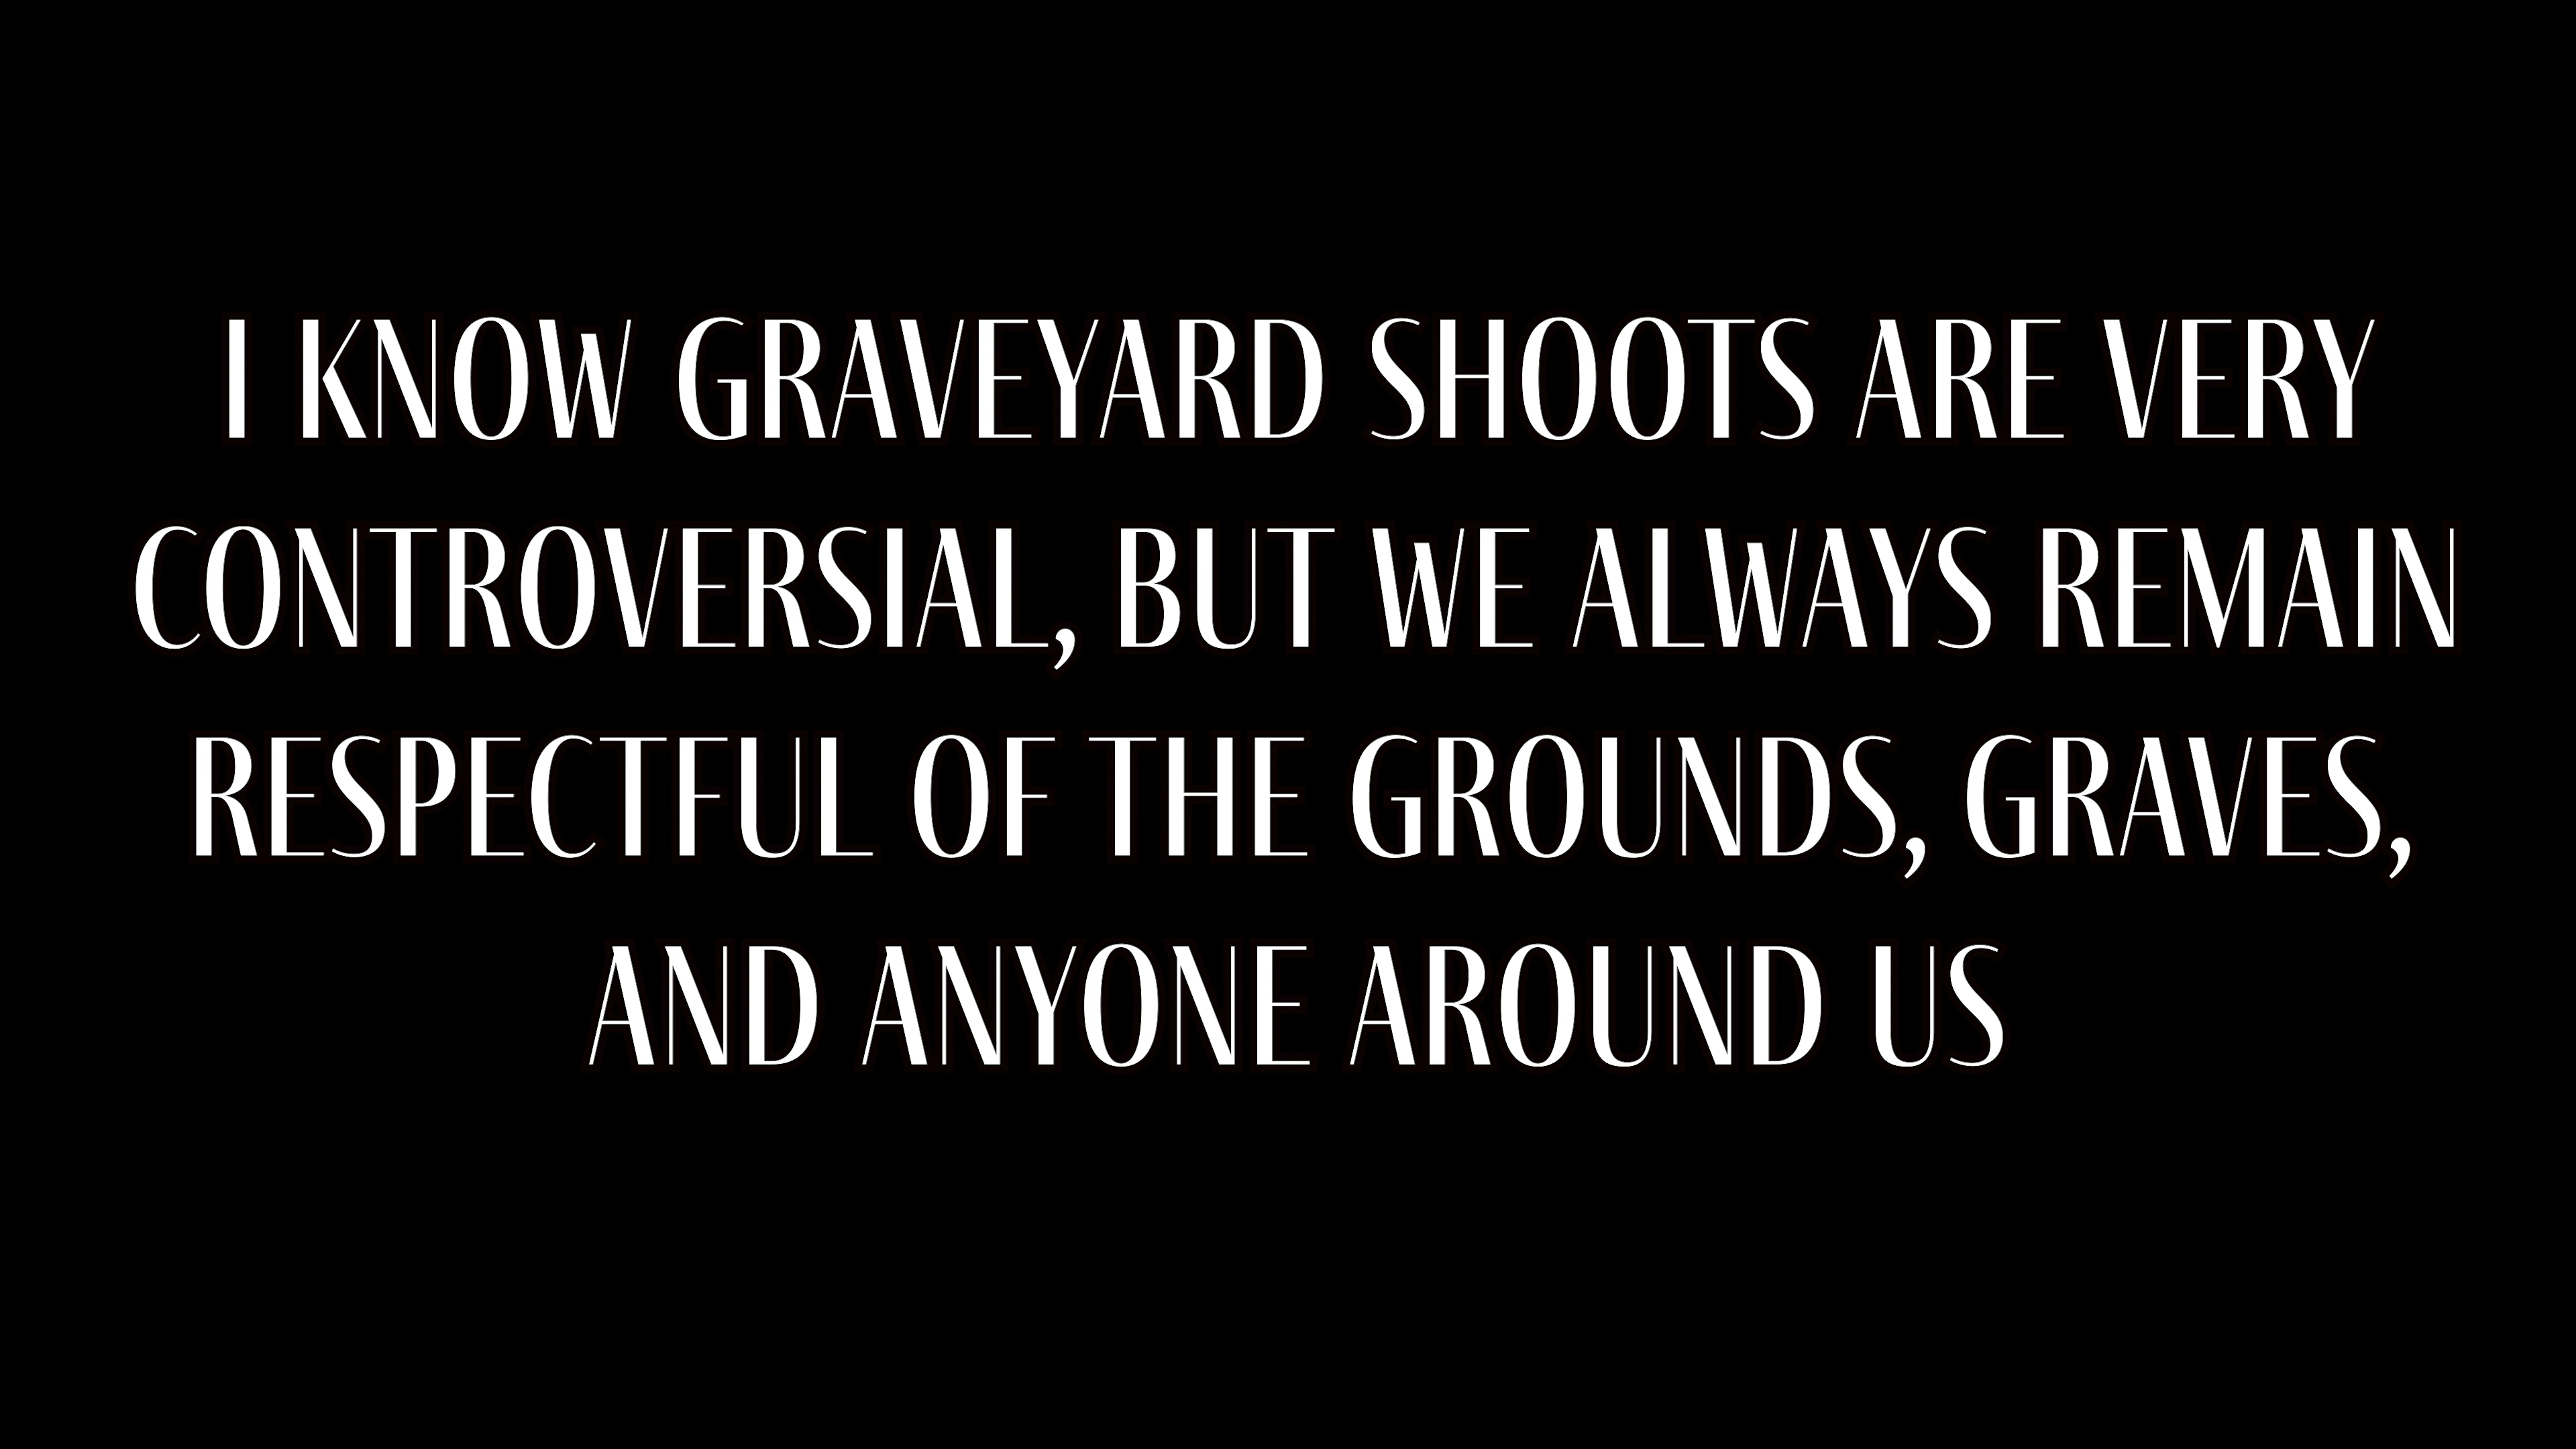 I KNOW GRAVEYARD SHOOTS ARE VERY
CONTROVERSIAL, BUT WE ALWAYS REMAIN
RESPECTFUL OF THE GROUNDS, GRAVES,
AND ANYONE AROUND US